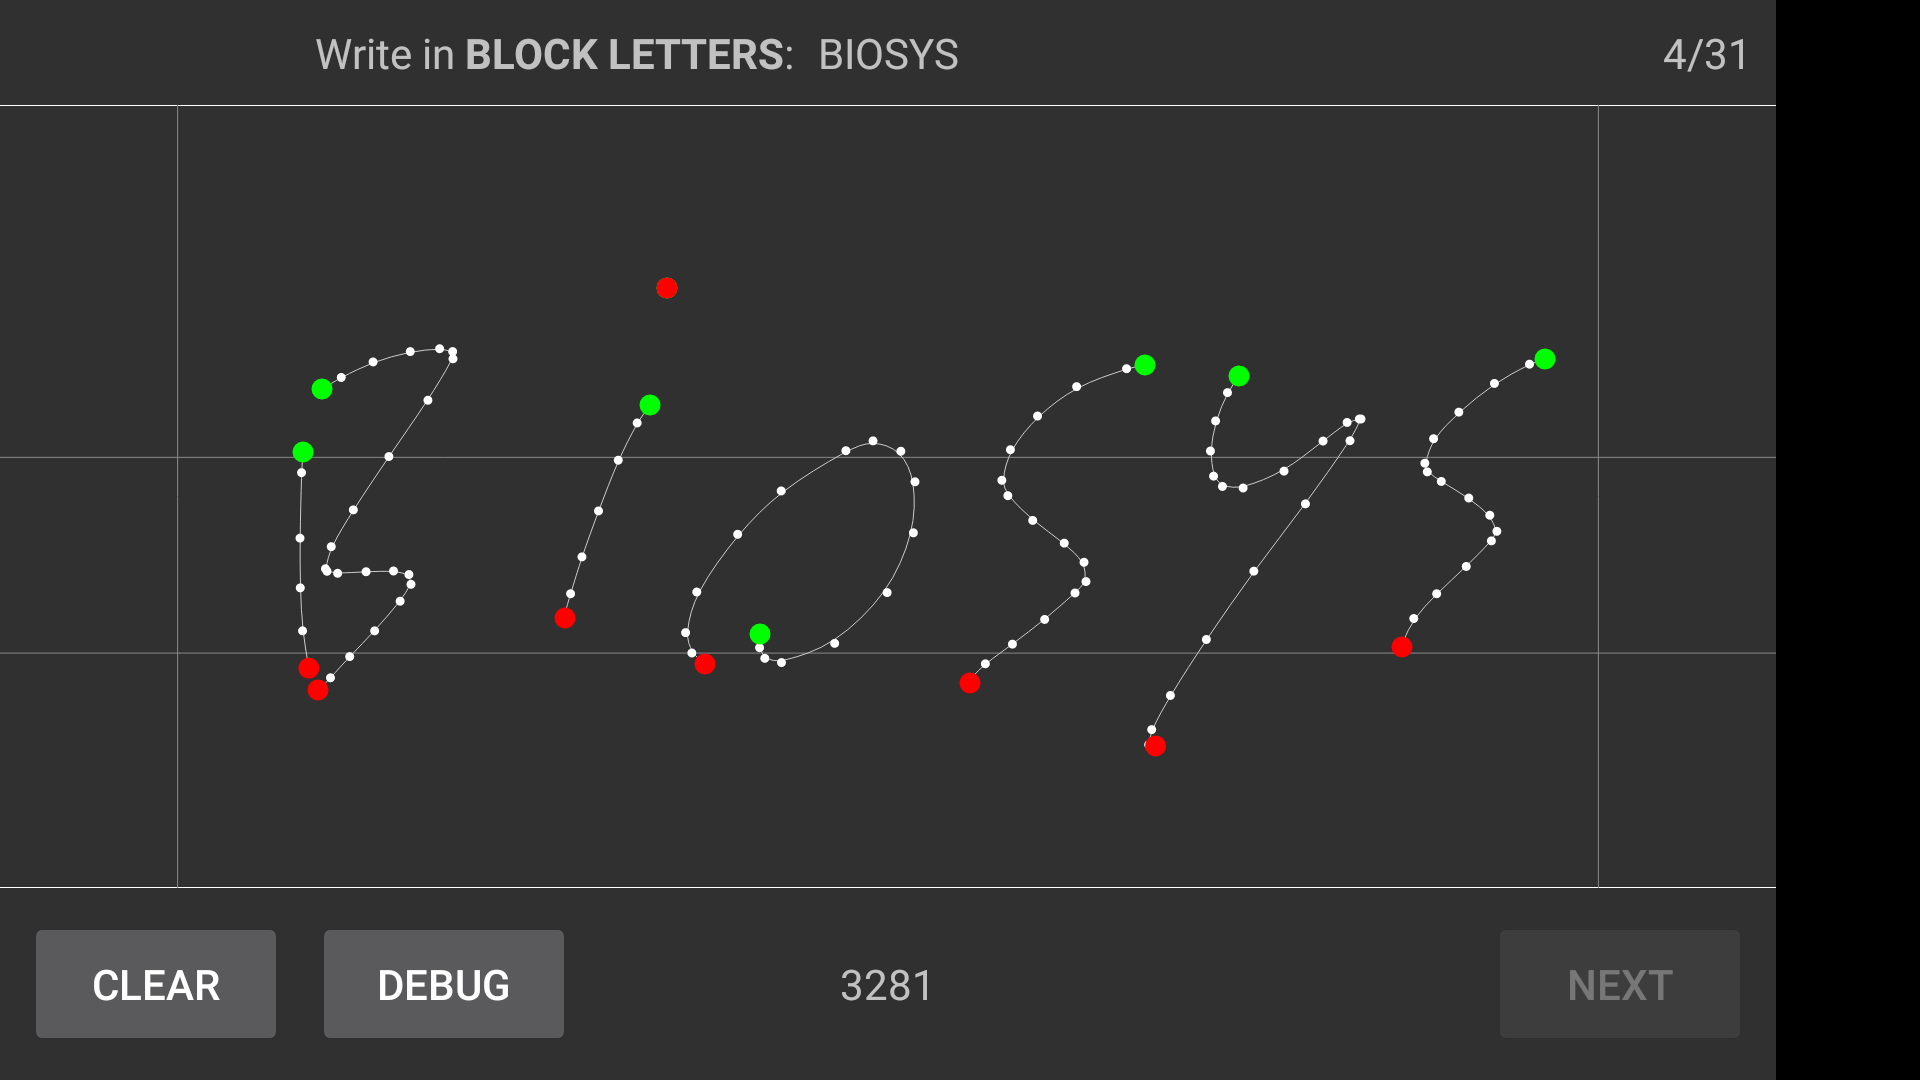 Write in BLOCK LETTERS: BIOSYS 4/31
BiOSYS
CLEAR DEBUG 3281 NEXT